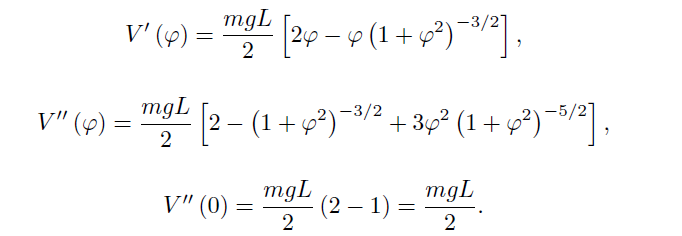 V′ (φ) = mgL/2 [2φ − φ (1 + φ²)^{−3/2}],
V″ (φ) = mgL/2 [2 − (1 + φ²)^{−3/2} + 3φ² (1 + φ²)^{−5/2}],
V″ (0) = mgL/2 (2 − 1) = mgL/2.